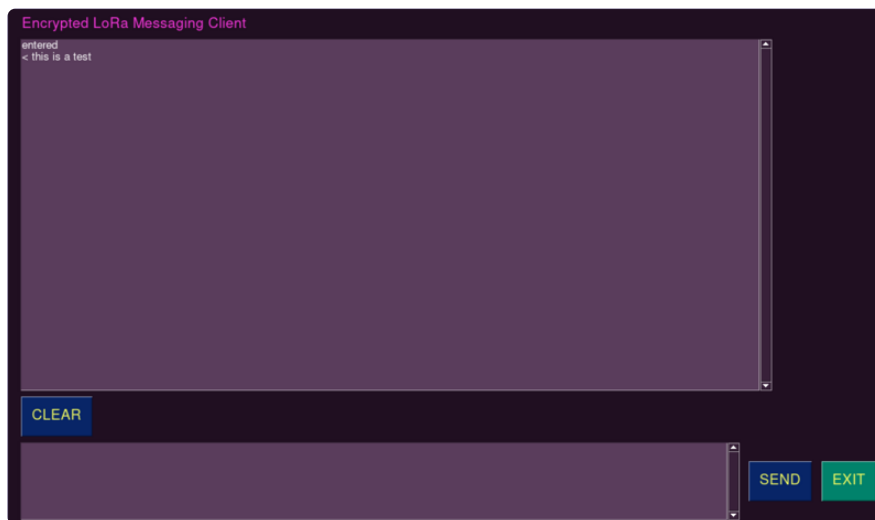 Encrypted LoRa Messaging Client
entered
< this is a test
CLEAR
SEND
EXIT